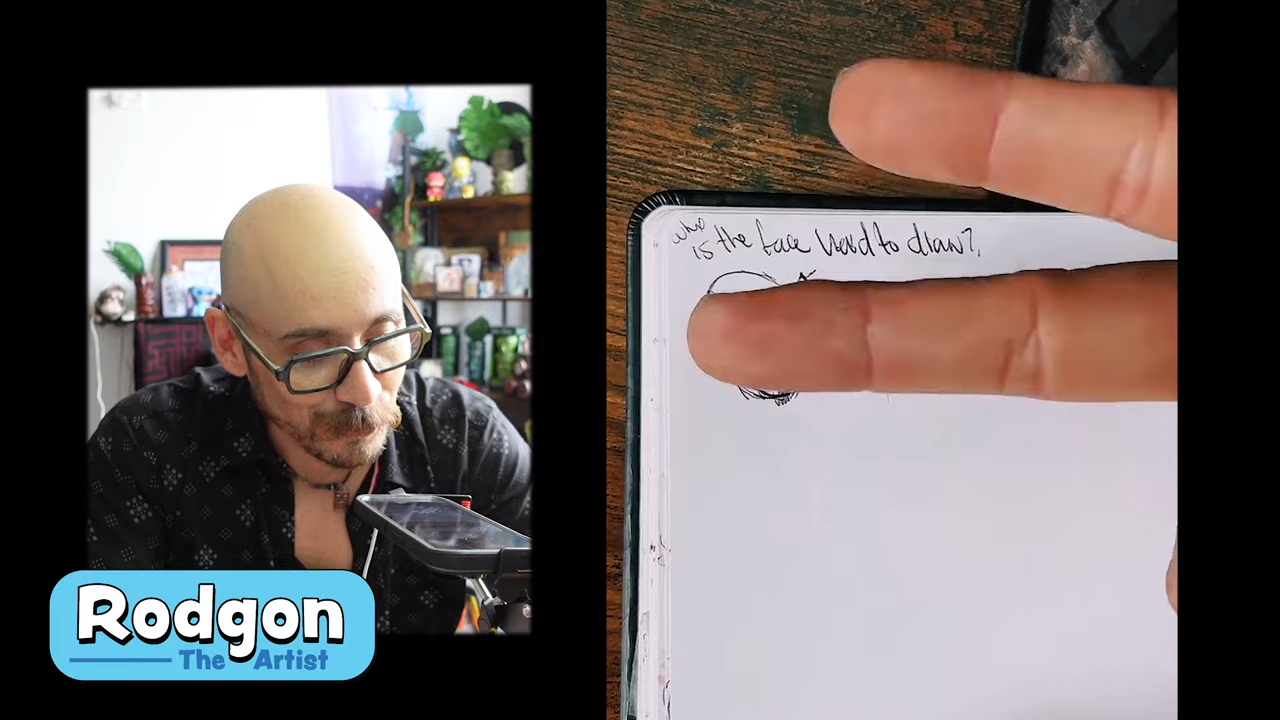 who
is the face hard to draw?
Rodgon
The Artist